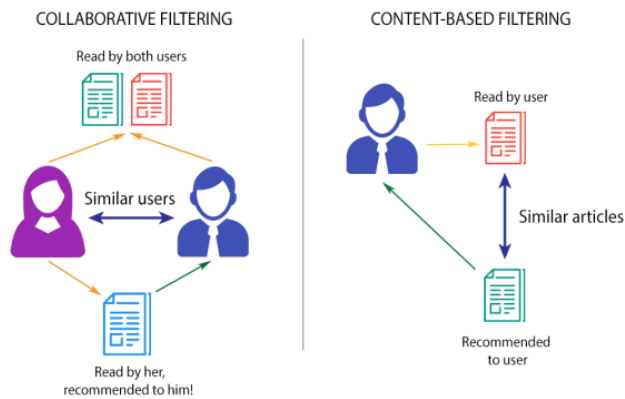 COLLABORATIVE FILTERING
Read by both users
Similar users
Read by her,
recommended to him!
CONTENT-BASED FILTERING
Read by user
Similar articles
Recommended
to user